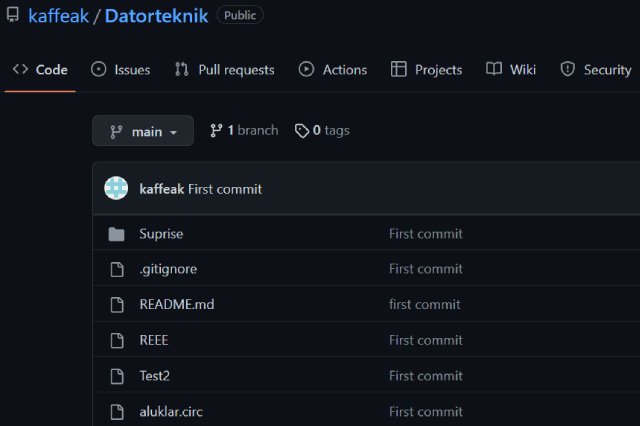 kaffeak / Datorteknik Public
Code Issues Pull requests Actions Projects Wiki Security
main 1 branch 0 tags
kaffeak First commit
Suprise First commit
.gitignore First commit
README.md first commit
REEE First commit
Test2 First commit
aluklar.circ First commit